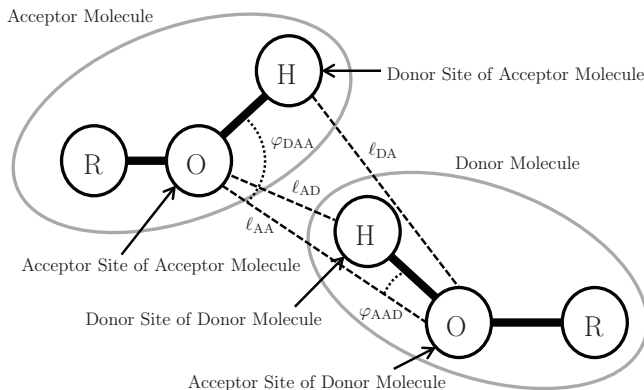 Acceptor Molecule
H
Donor Site of Acceptor Molecule
φDAA
ℓDA
R
O
Donor Molecule
ℓAD
ℓAA
H
Acceptor Site of Acceptor Molecule
Donor Site of Donor Molecule
φAAD
O
R
Acceptor Site of Donor Molecule